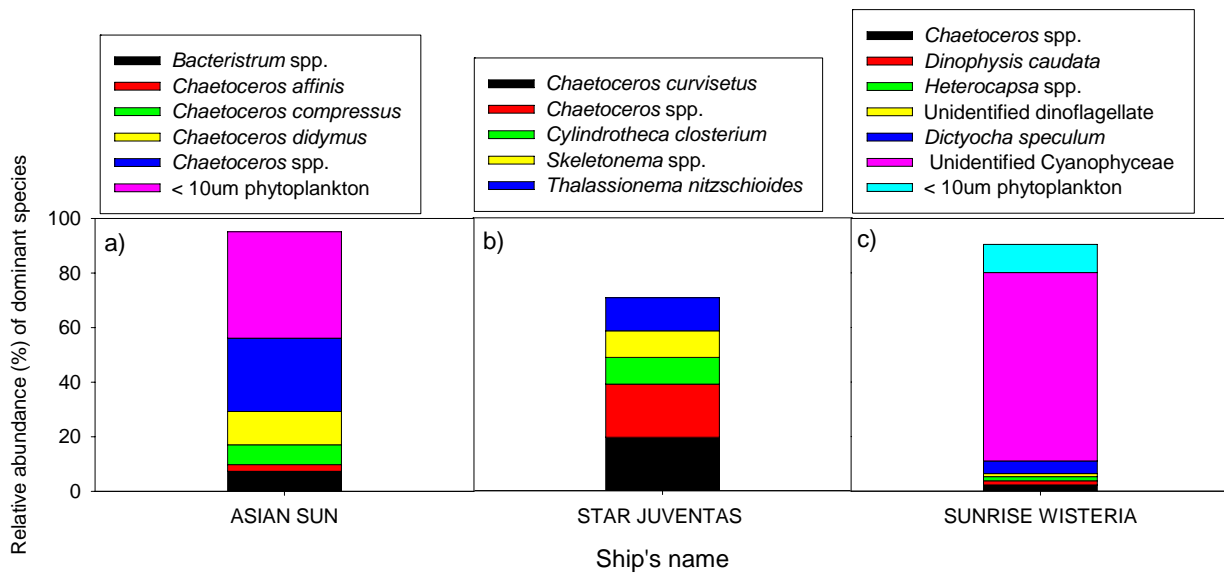 Bacteristrum spp.
Chaetoceros affinis
Chaetoceros compressus
Chaetoceros didymus
Chaetoceros spp.
< 10um phytoplankton
Chaetoceros curvisetus
Chaetoceros spp.
Cylindrotheca closterium
Skeletonema spp.
Thalassionema nitzschioides
Chaetoceros spp.
Dinophysis caudata
Heterocapsa spp.
Unidentified dinoflagellate
Dictyocha speculum
Unidentified Cyanophyceae
< 10um phytoplankton
Relative abundance (%) of dominant species
100
80
60
40
20
0
a)
b)
c)
ASIAN SUN
STAR JUVENTAS
SUNRISE WISTERIA
Ship's name